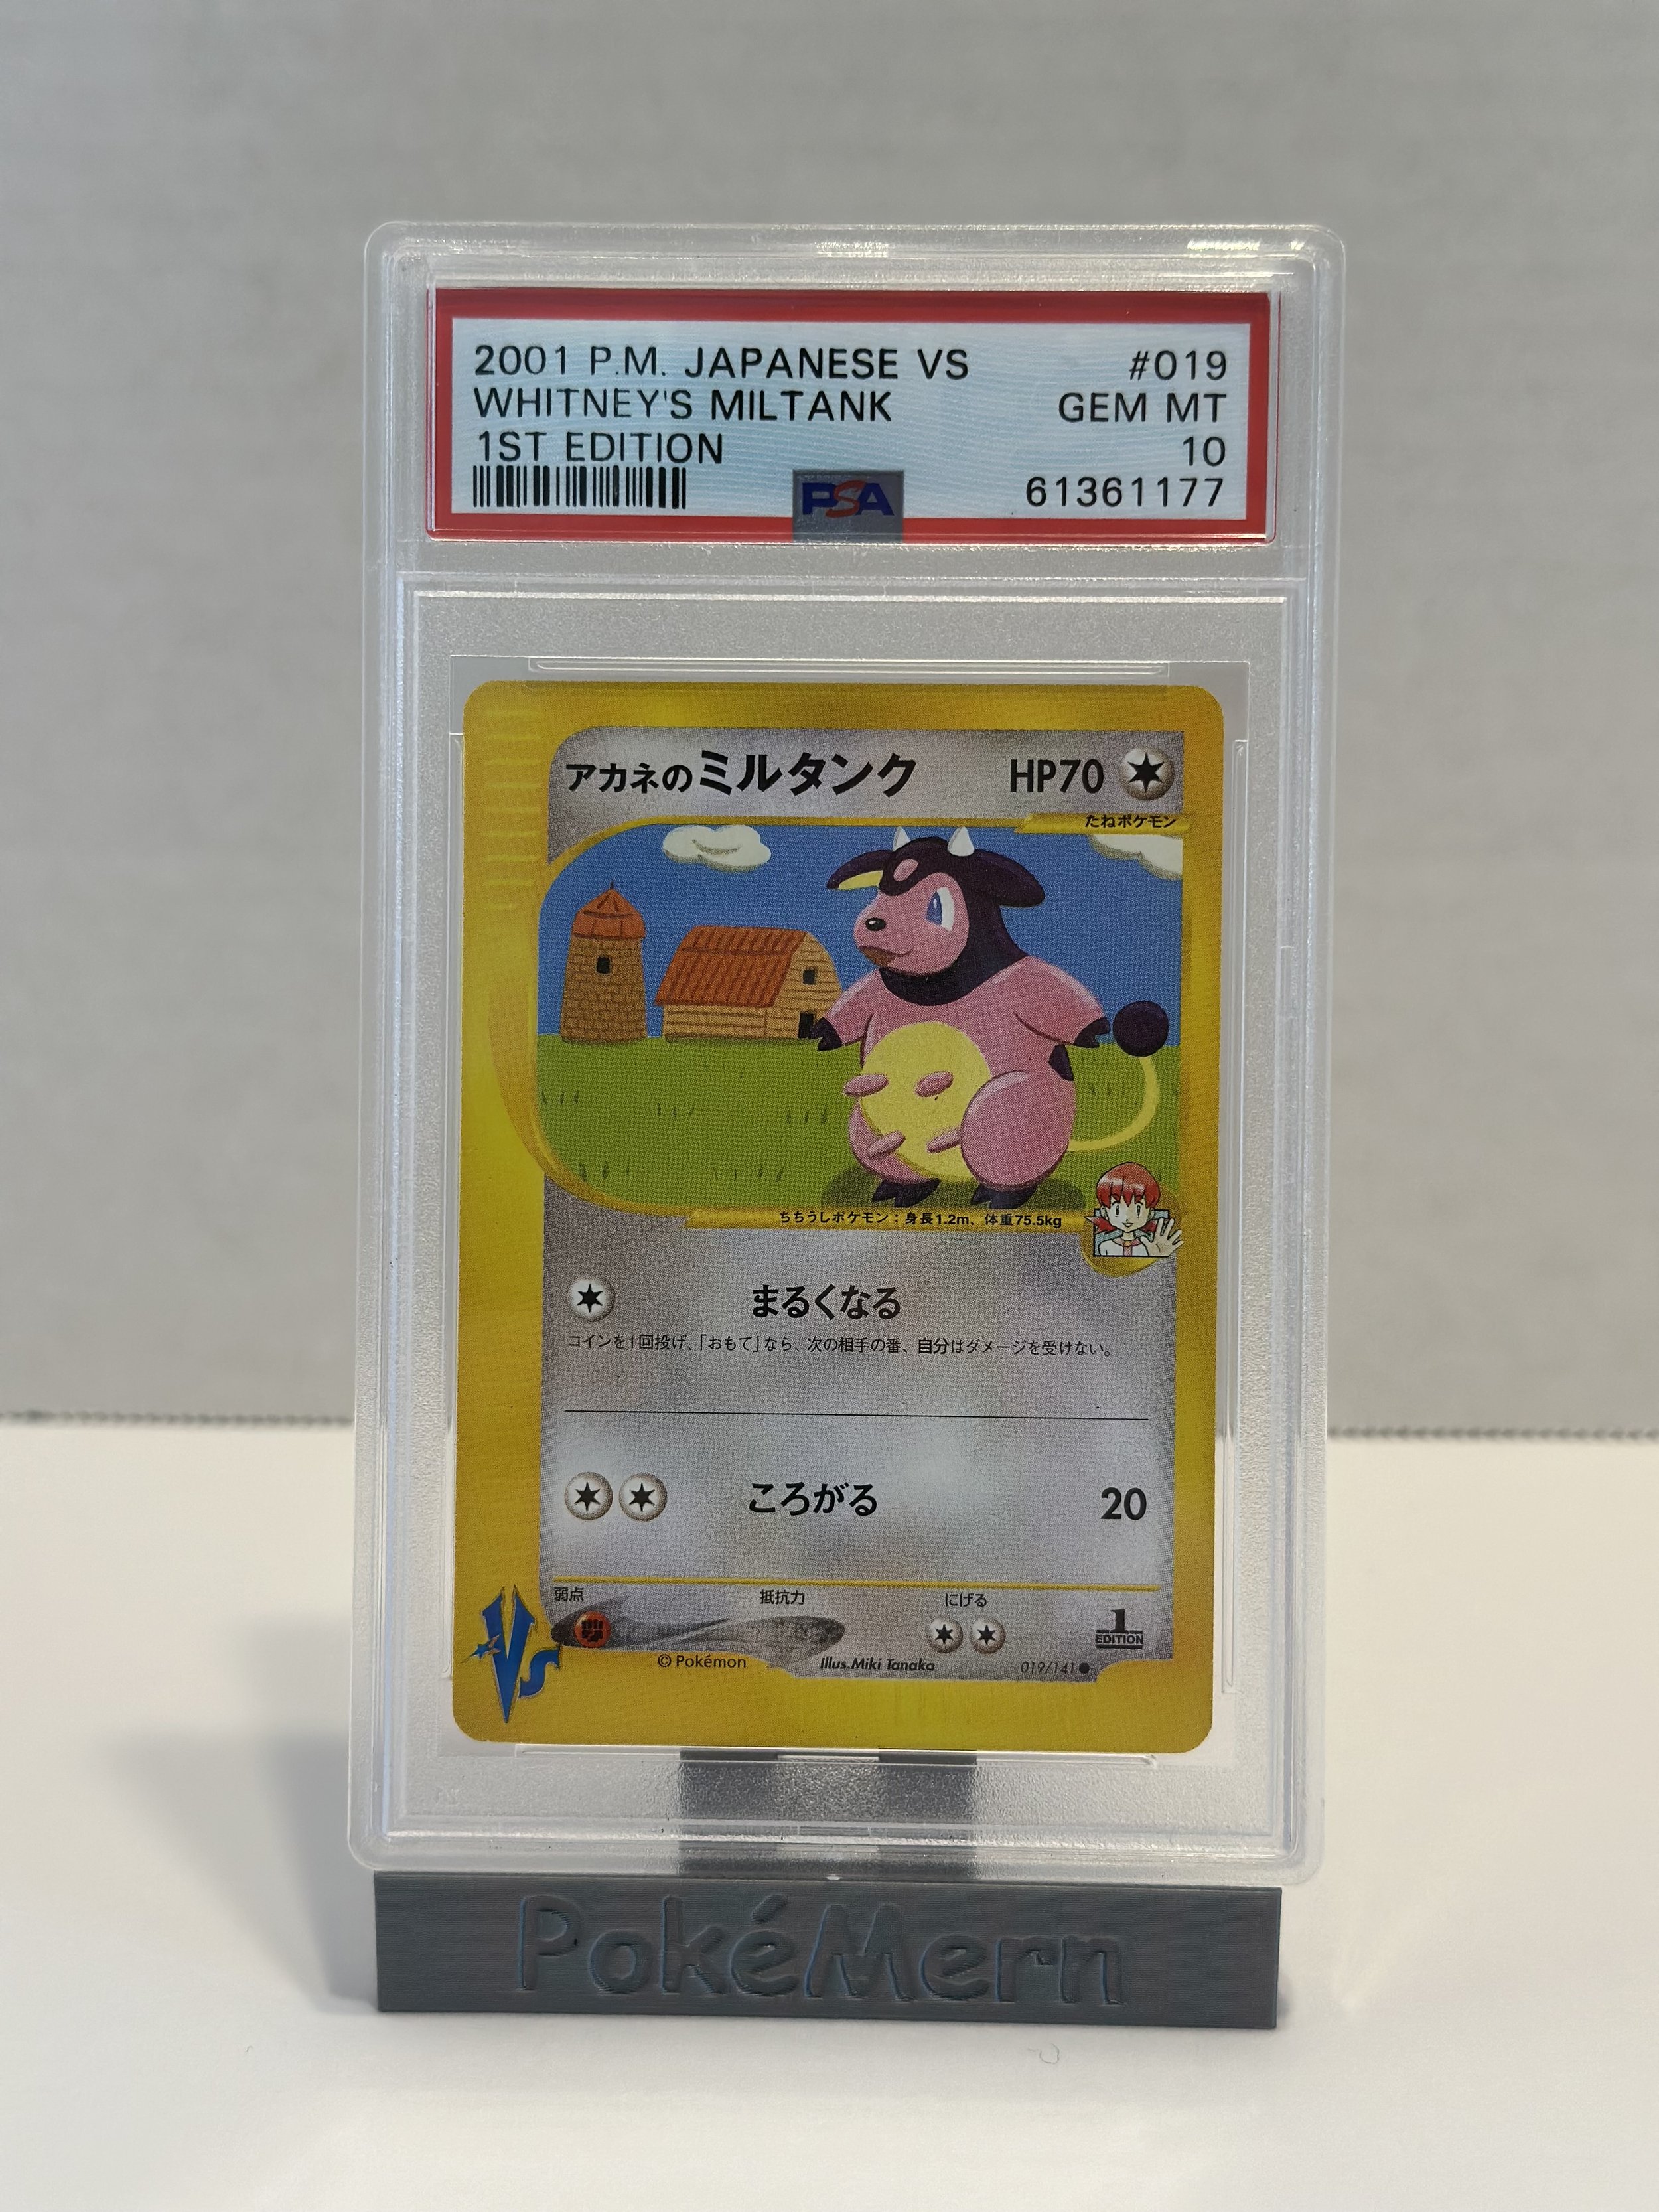 2001 P.M. JAPANESE VS #019
WHITNEY'S MILTANK GEM MT
1ST EDITION 10
PSA 61361177
アカネのミルタンク HP70
たねポケモン
ちちうしポケモン：身長1.2m、体重75.5kg
まるくなる
コインを1回投げ、「おもて」なら、次の相手の番、自分はダメージを受けない。
ころがる 20
弱点 抵抗力 にげる
1
EDITION
©Pokémon Illus.Miki Tanaka 019/141●
VS
PokéMern